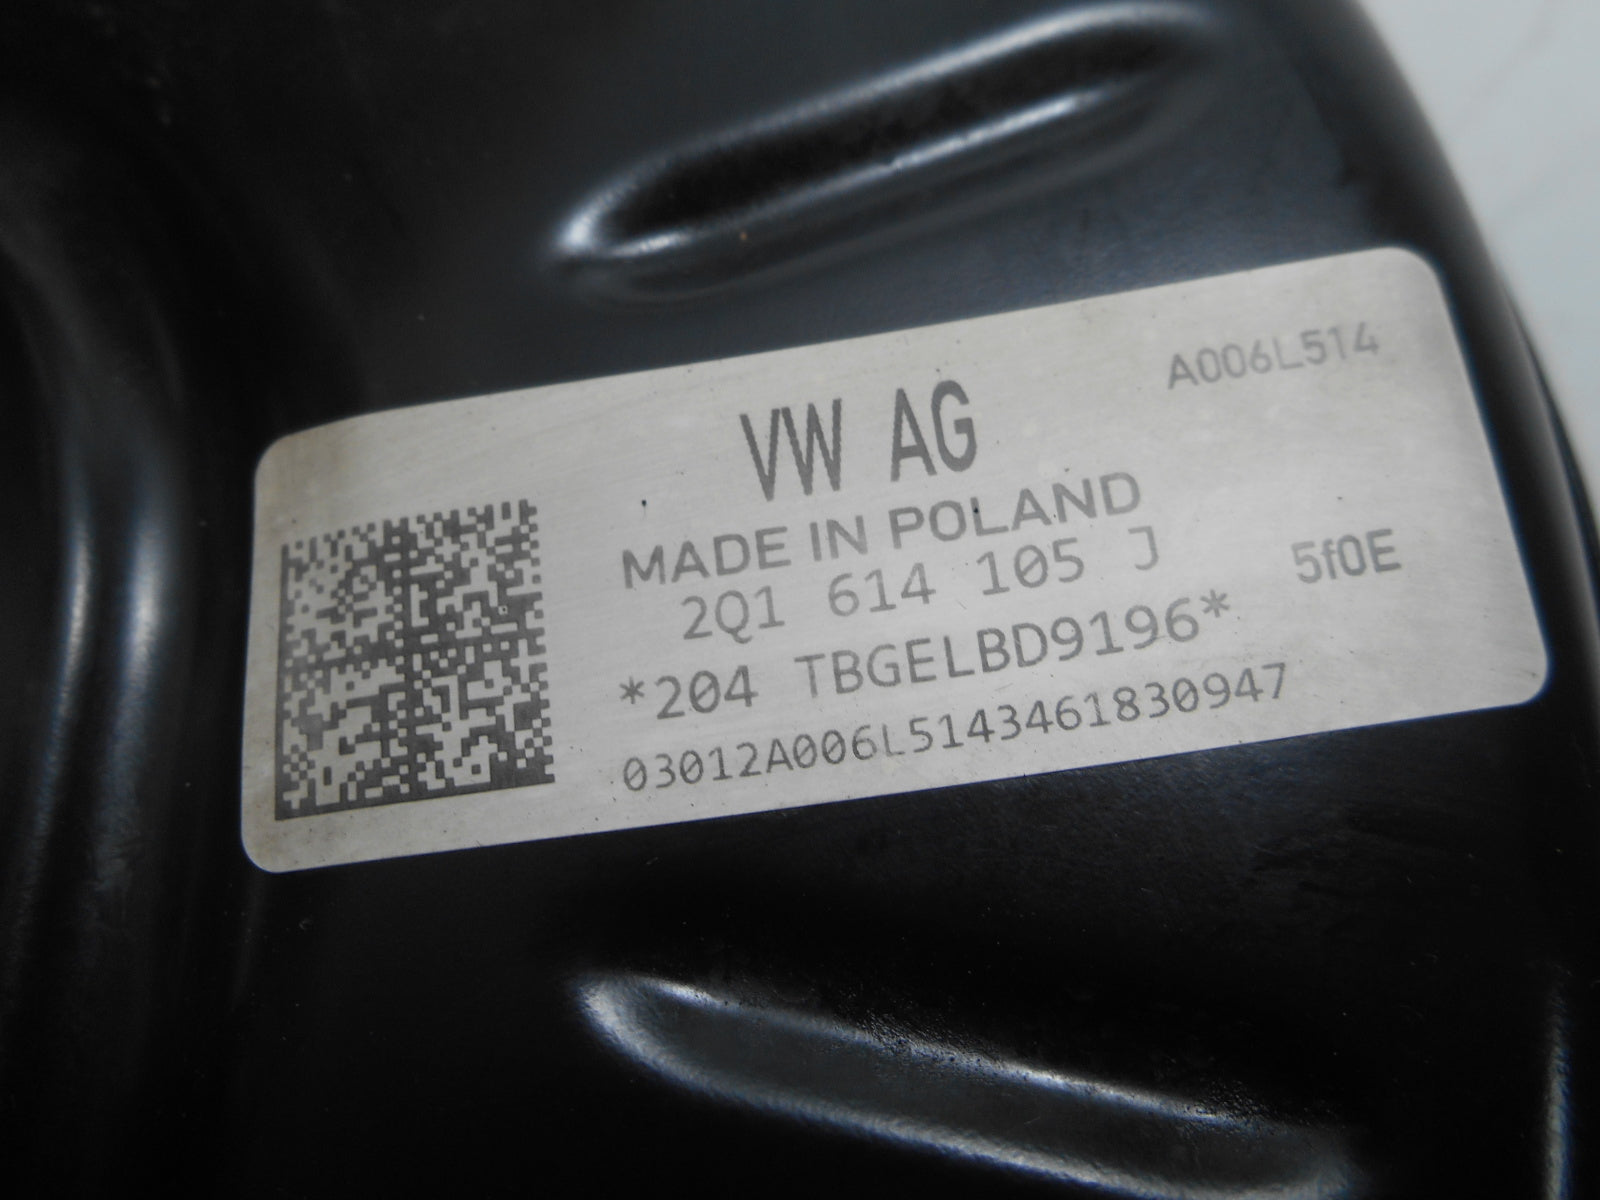 A006L514
VW AG
MADE IN POLAND
2Q1 614 105 J
5f0E
*204 TBGELBD9196*
03012A006L5143461830947